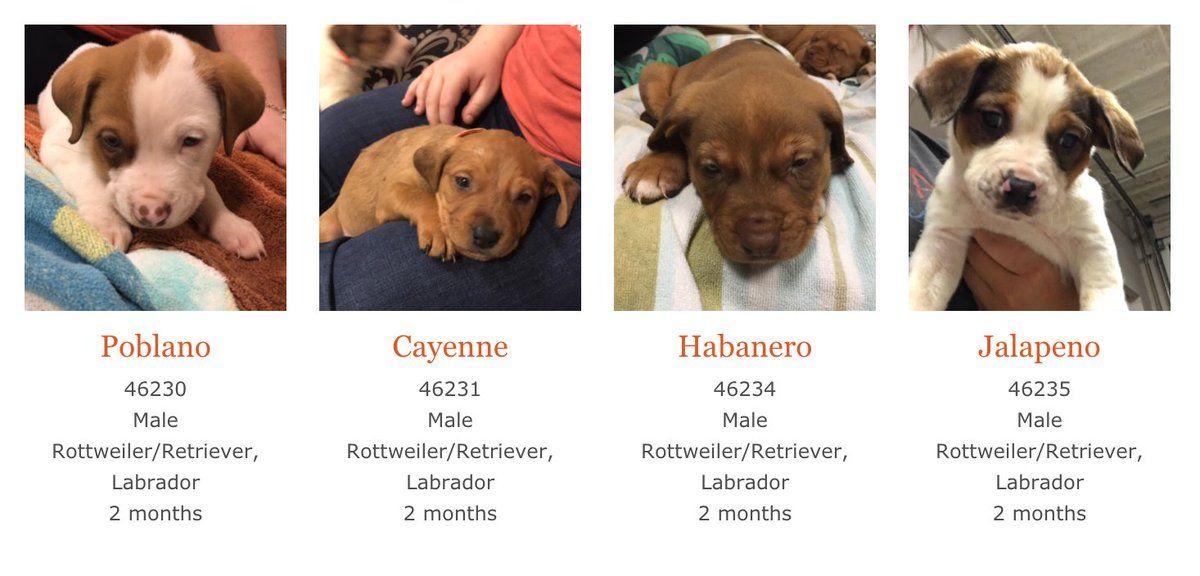 Poblano
46230
Male
Rottweiler/Retriever,
Labrador
2 months
Cayenne
46231
Male
Rottweiler/Retriever,
Labrador
2 months
Habanero
46234
Male
Rottweiler/Retriever,
Labrador
2 months
Jalapeno
46235
Male
Rottweiler/Retriever,
Labrador
2 months